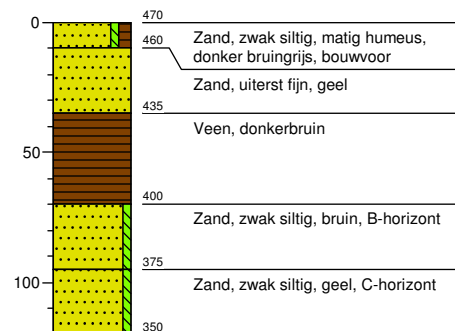 0
470
Zand, zwak siltig, matig humeus,
donker bruingrijs, bouwvoor
460
Zand, uiterst fijn, geel
435
Veen, donkerbruin
50
400
Zand, zwak siltig, bruin, B-horizont
375
Zand, zwak siltig, geel, C-horizont
100
350